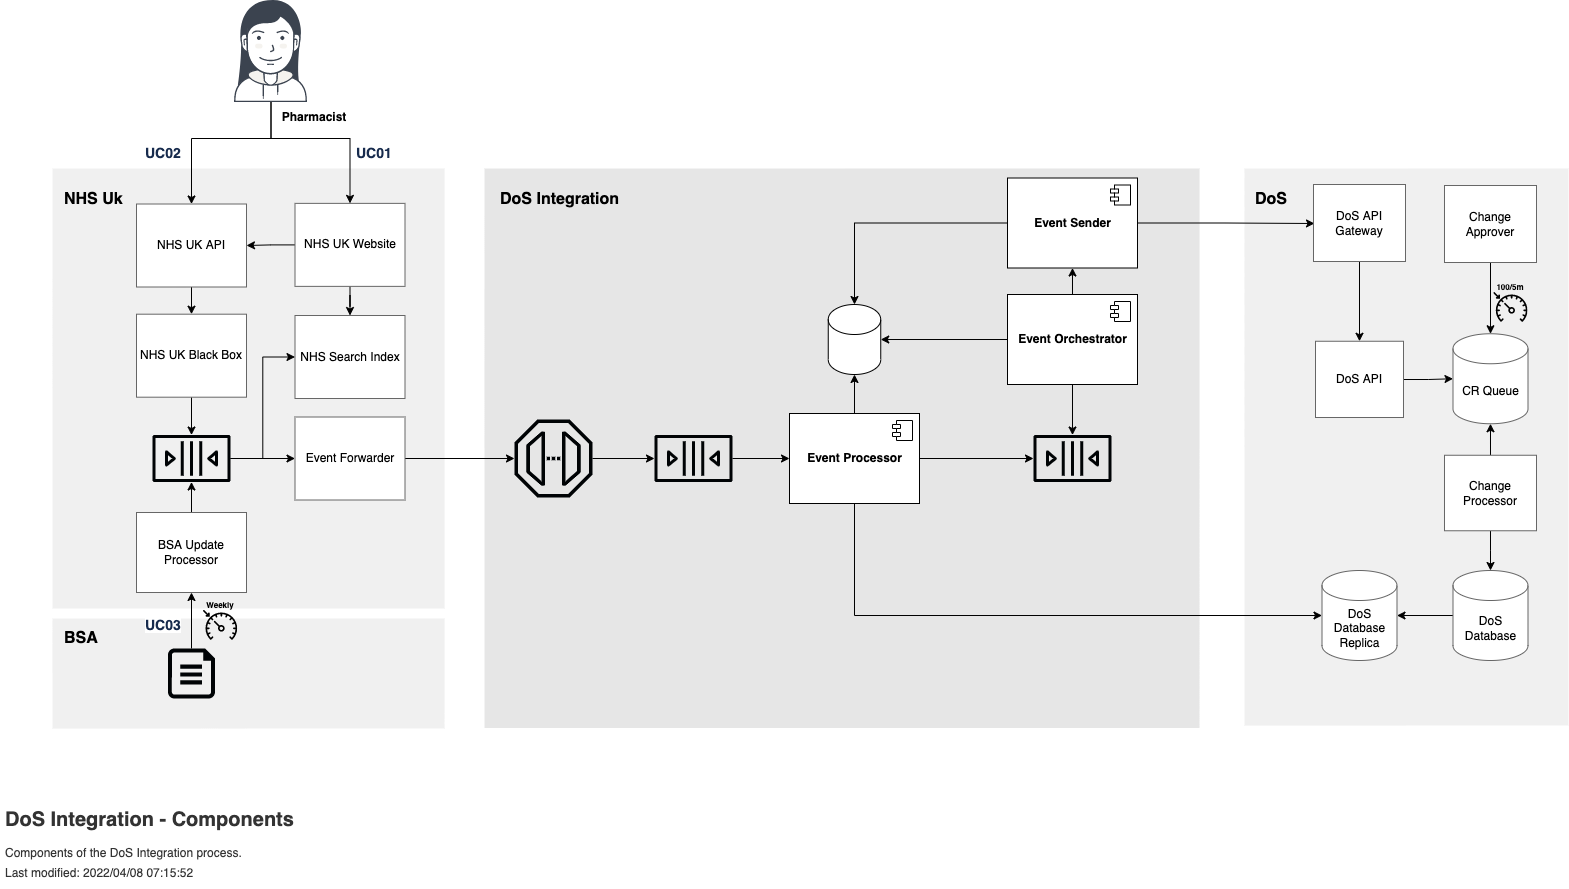 Pharmacist
UC02
UC01
NHS Uk
NHS UK API
NHS UK Website
NHS UK Black Box
NHS Search Index
Event Forwarder
BSA Update
Processor
Weekly
UC03
BSA
DoS Integration
Event Sender
Event Orchestrator
Event Processor
DoS
DoS API
Gateway
Change
Approver
100/5m
DoS API
CR Queue
Change
Processor
DoS
Database
Replica
DoS
Database
DoS Integration - Components
Components of the DoS Integration process.
Last modified: 2022/04/08 07:15:52